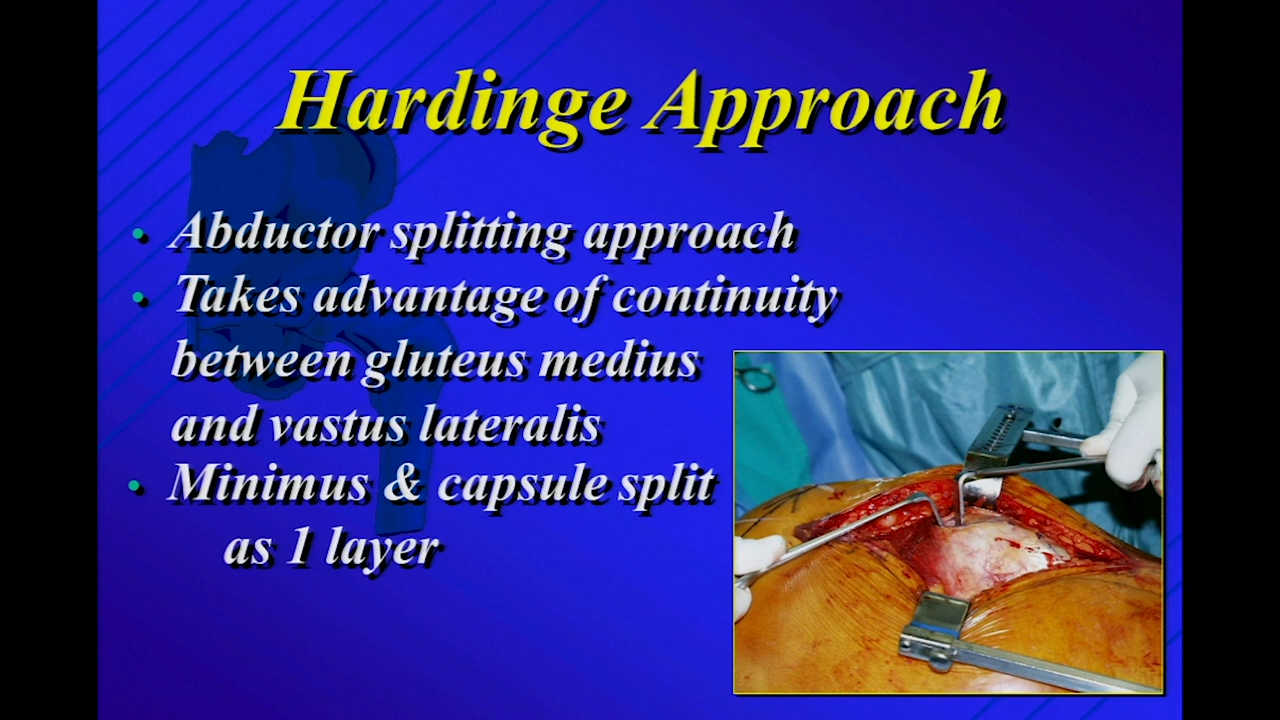 Hardinge Approach
• Abductor splitting approach
• Takes advantage of continuity
between gluteus medius
and vastus lateralis
• Minimus & capsule split
as 1 layer